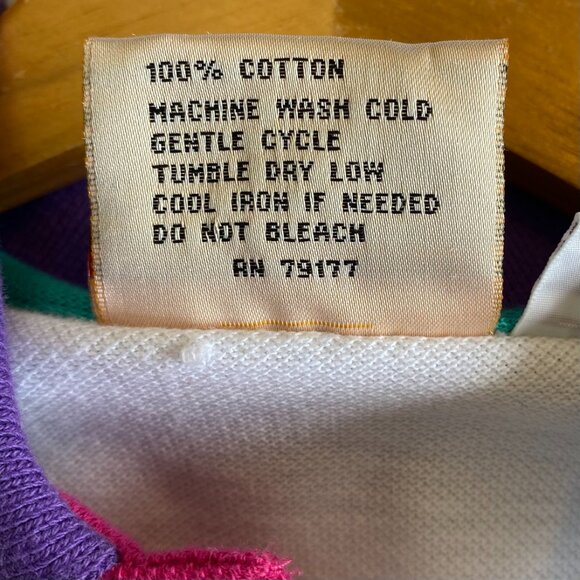 100% COTTON
MACHINE WASH COLD
GENTLE CYCLE
TUMBLE DRY LOW
COOL IRON IF NEEDED
DO NOT BLEACH
RN 79177